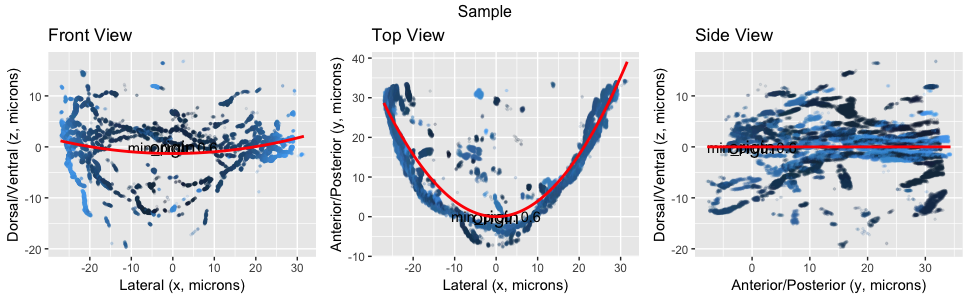 Sample
Front View
Top View
Side View
Dorsal/Ventral (z, microns)
10
0
-10
-20
-20
-10
0
10
20
30
Lateral (x, microns)
Anterior/Posterior (y, microns)
40
30
20
10
0
-10
-20
-10
0
10
20
30
Lateral (x, microns)
Dorsal/Ventral (z, microns)
10
0
-10
-20
0
10
20
30
Anterior/Posterior (y, microns)
origin